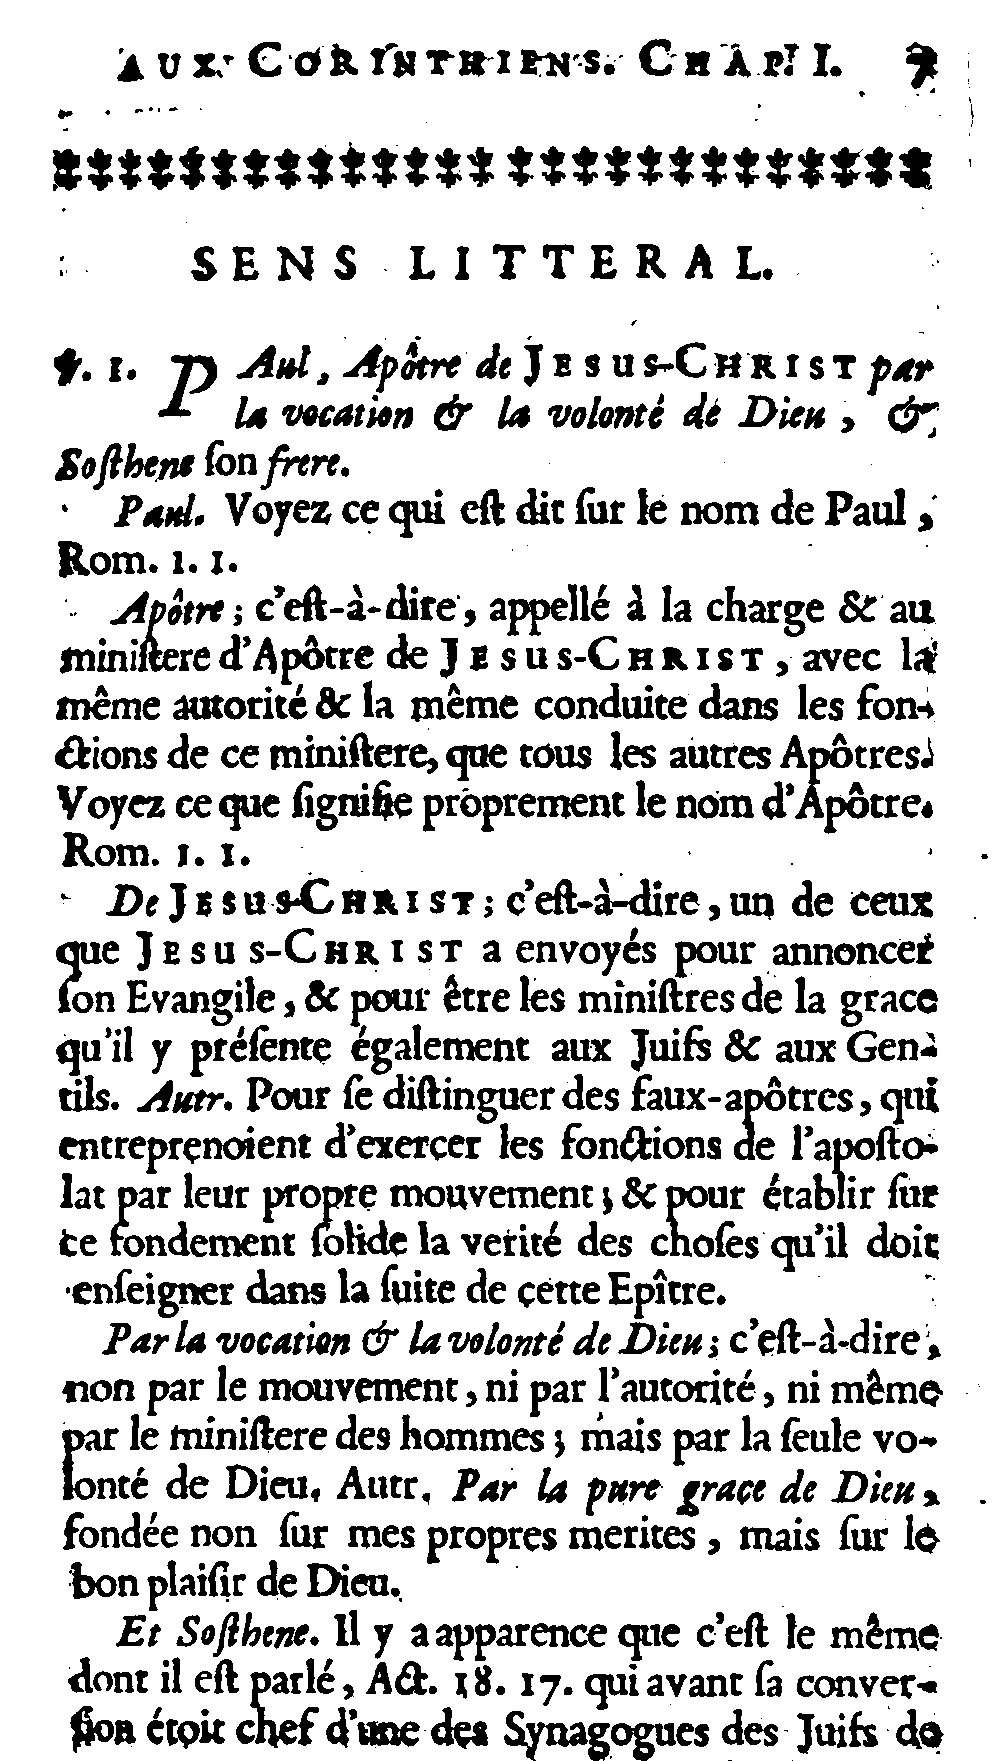 AUX CORINTHIENS. CHAP. I. 7
SENS LITTERAL.
℣. 1. PAul, Apôtre de JESUS-CHRIST par
la vocation & la volonté de Dieu, &
Sosthene son frere.
Paul. Voyez ce qui est dit sur le nom de Paul,
Rom. 1. 1.
Apôtre; c'est-à-dire, appellé à la charge & au
ministere d'Apôtre de JESUS-CHRIST, avec la
même autorité & la même conduite dans les fon-
ctions de ce ministere, que tous les autres Apôtres.
Voyez ce que signifie proprement le nom d'Apôtre.
Rom. 1. 1.
De JESUS-CHRIST; c'est-à-dire, un de ceux
que JESUS-CHRIST a envoyés pour annoncer
son Evangile, & pour être les ministres de la grace
qu'il y présente également aux Juifs & aux Gen-
tils. Autr. Pour se distinguer des faux-apôtres, qui
entreprenoient d'exercer les fonctions de l'aposto-
lat par leur propre mouvement; & pour établir sur
ce fondement solide la verité des choses qu'il doit
enseigner dans la suite de cette Epître.
Par la vocation & la volonté de Dieu; c'est-à-dire,
non par le mouvement, ni par l'autorité, ni même
par le ministere des hommes; mais par la seule vo-
lonté de Dieu. Autr. Par la pure grace de Dieu,
fondée non sur mes propres merites, mais sur le
bon plaisir de Dieu.
Et Sosthene. Il y a apparence que c'est le même
dont il est parlé, Act. 18. 17. qui avant sa conver-
sion étoit chef d'une des Synagogues des Juifs de